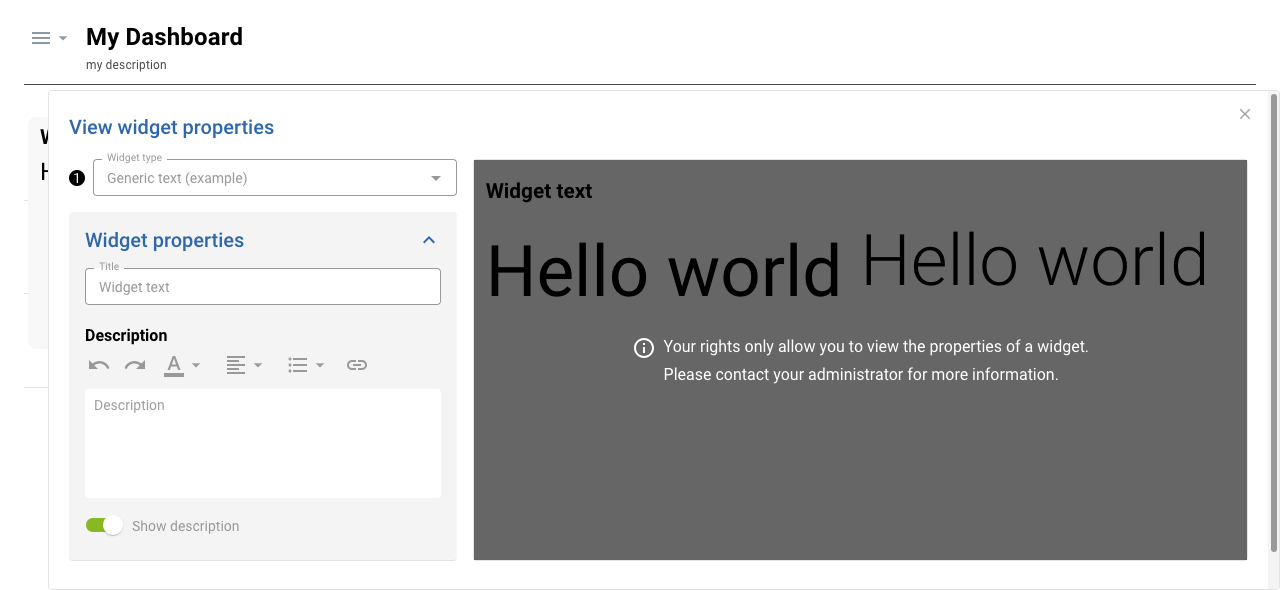 My Dashboard
my description
View widget properties
1
Widget type
Generic text (example)
Widget properties
Title
Widget text
Description
A
Description
Show description
Widget text
Hello world Hello world
Your rights only allow you to view the properties of a widget.
Please contact your administrator for more information.